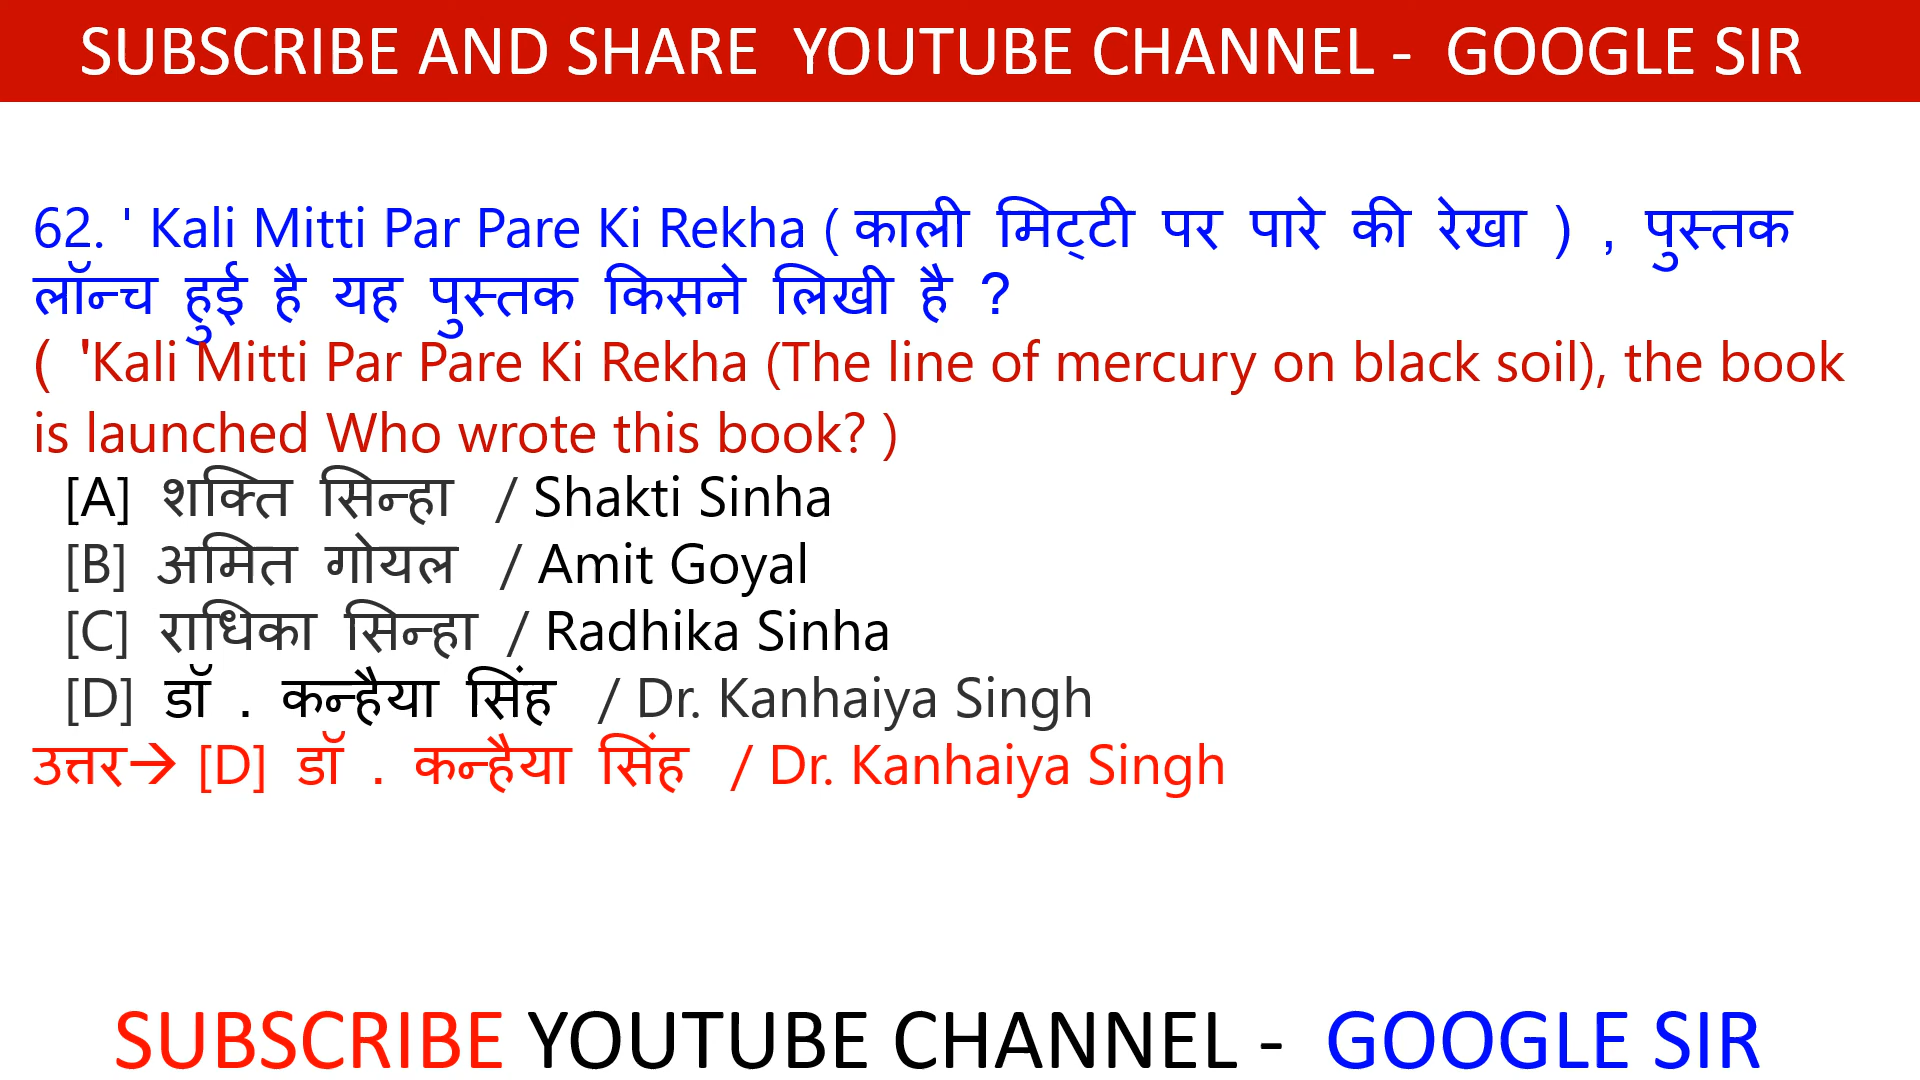 SUBSCRIBE AND SHARE YOUTUBE CHANNEL - GOOGLE SIR
62. ' Kali Mitti Par Pare Ki Rekha ( काली मिट्टी पर पारे की रेखा ) , पुस्तक
लॉन्च हुई है यह पुस्तक किसने लिखी है ?
( 'Kali Mitti Par Pare Ki Rekha (The line of mercury on black soil), the book
is launched Who wrote this book? )
[A] शक्ति सिन्हा / Shakti Sinha
[B] अमित गोयल / Amit Goyal
[C] राधिका सिन्हा / Radhika Sinha
[D] डॉ . कन्हैया सिंह / Dr. Kanhaiya Singh
उत्तर→ [D] डॉ . कन्हैया सिंह / Dr. Kanhaiya Singh
SUBSCRIBE YOUTUBE CHANNEL - GOOGLE SIR